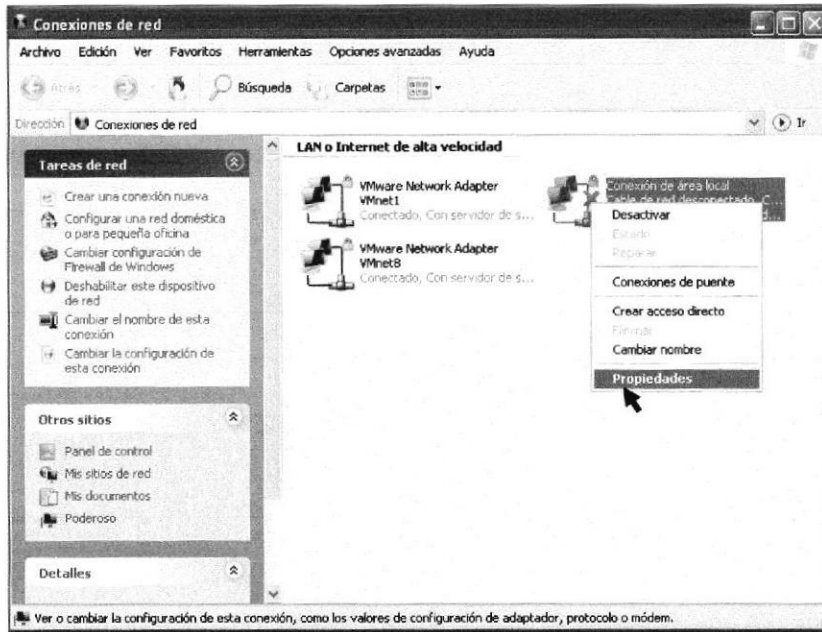 Conexiones de red
Archivo Edición Ver Favoritos Herramientas Opciones avanzadas Ayuda
Atrás Búsqueda Carpetas
Dirección Conexiones de red Ir
Tareas de red
Crear una conexión nueva
Configurar una red doméstica
o para pequeña oficina
Cambiar configuración de
Firewall de Windows
Deshabilitar este dispositivo
de red
Cambiar el nombre de esta
conexión
Cambiar la configuración de
esta conexión
Otros sitios
Panel de control
Mis sitios de red
Mis documentos
Poderoso
Detalles
LAN o Internet de alta velocidad
VMware Network Adapter
VMnet1
Conectado, Con servidor de s...
VMware Network Adapter
VMnet8
Conectado, Con servidor de s...
Conexión de área local
Cable de red desconectado, C...
Desactivar
Estado
Reparar
Conexiones de puente
Crear acceso directo
Eliminar
Cambiar nombre
Propiedades
Ver o cambiar la configuración de esta conexión, como los valores de configuración de adaptador, protocolo o módem.